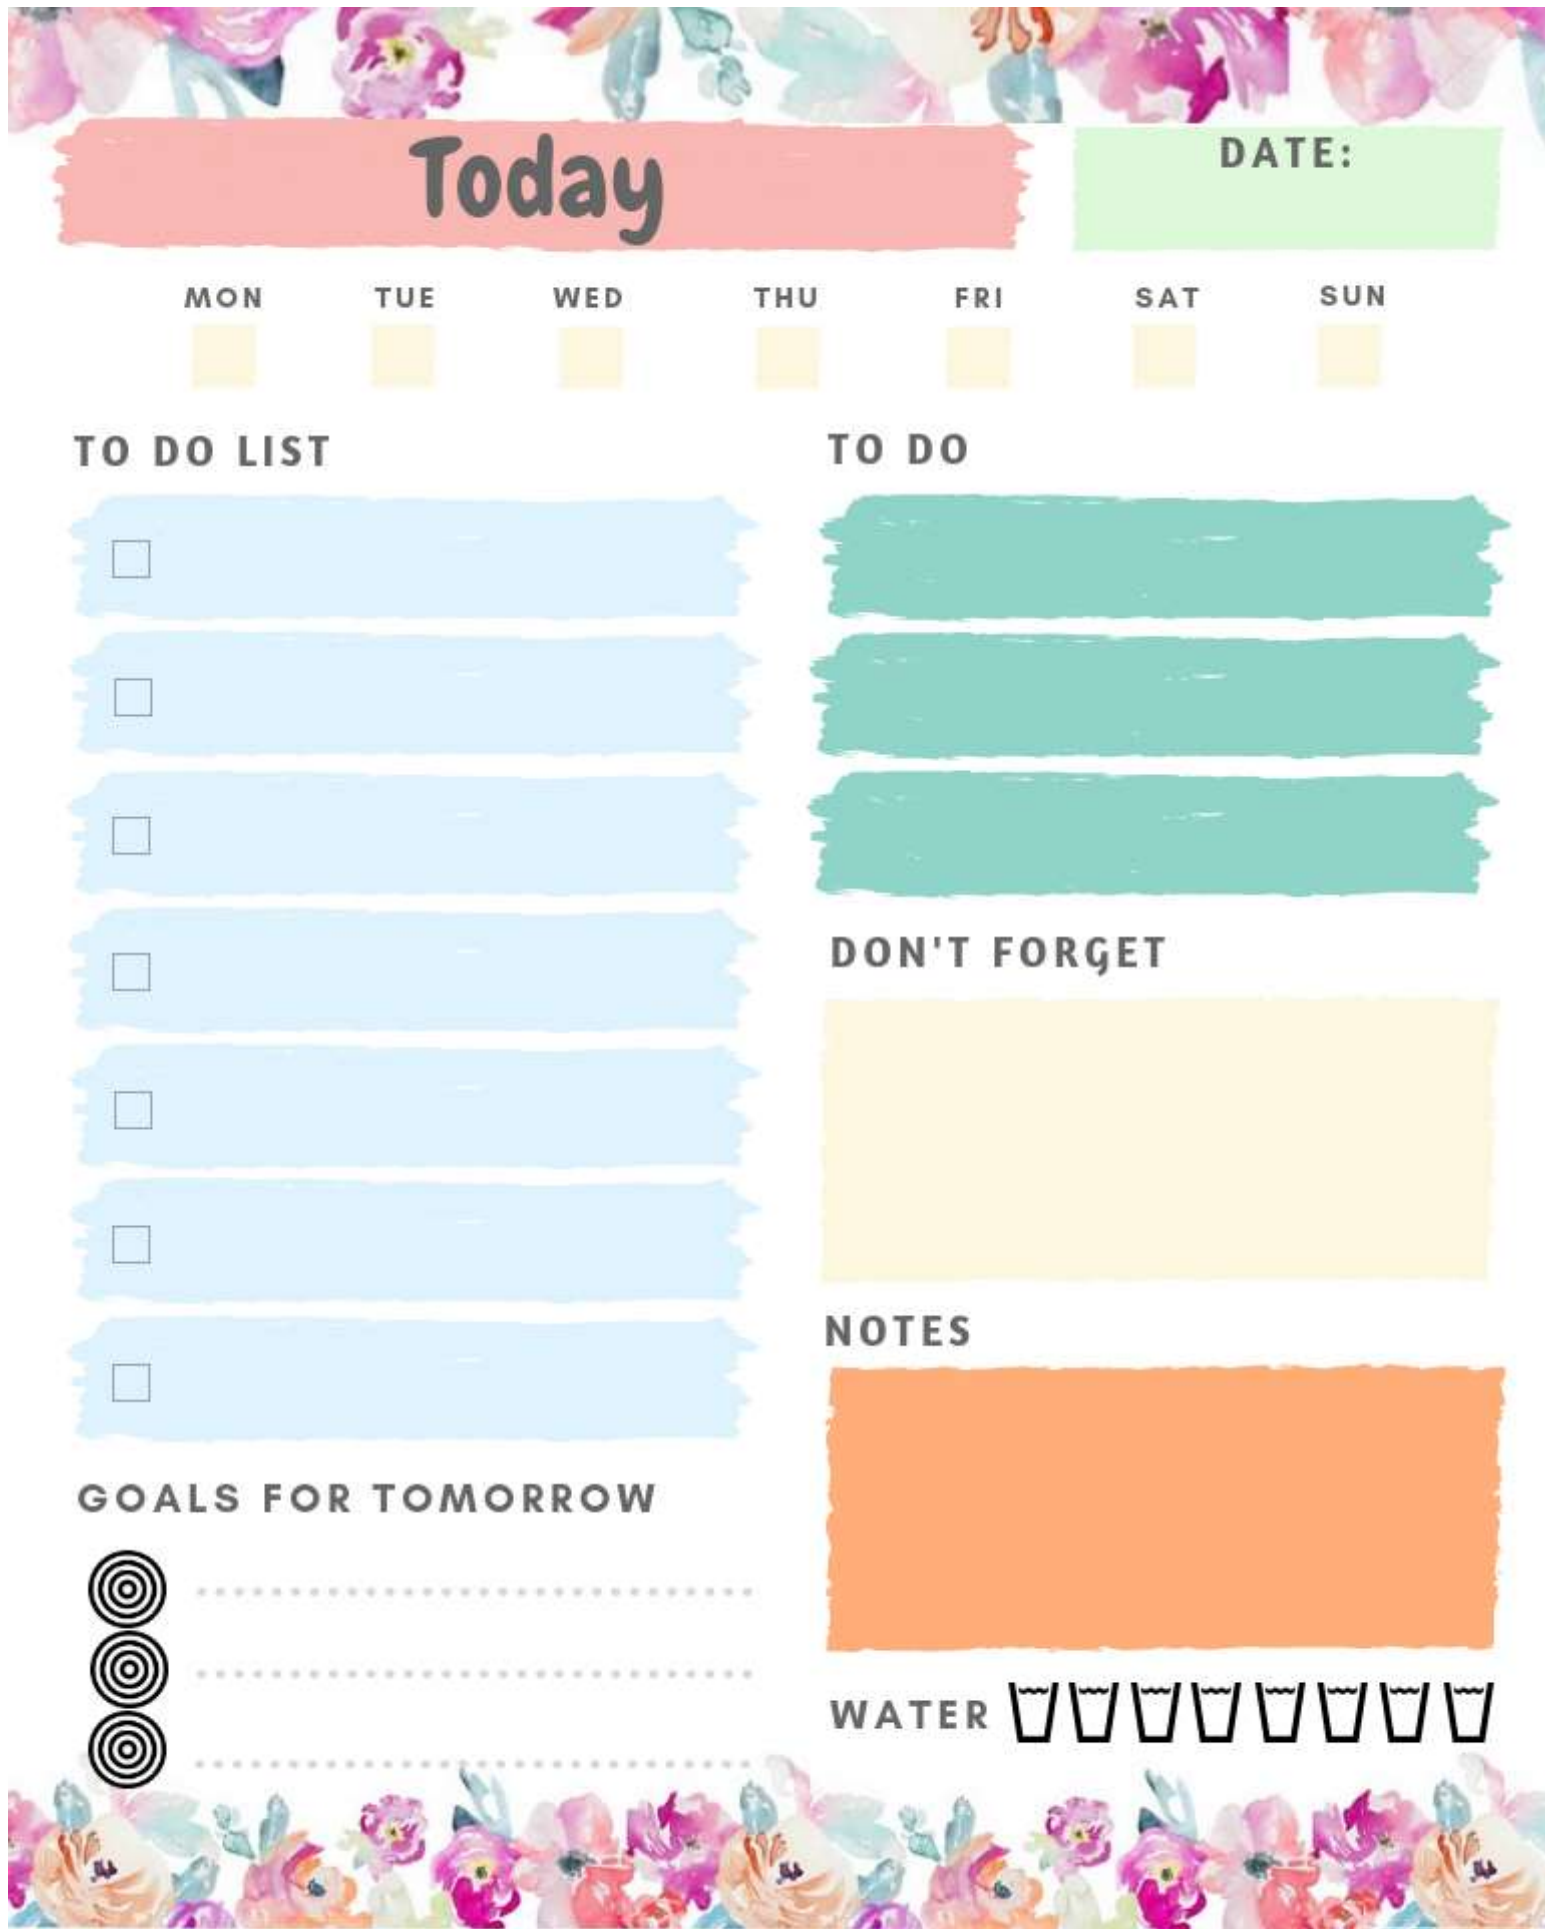 Today
DATE:
MON TUE WED THU FRI SAT SUN
TO DO LIST
TO DO
DON'T FORGET
NOTES
GOALS FOR TOMORROW
WATER